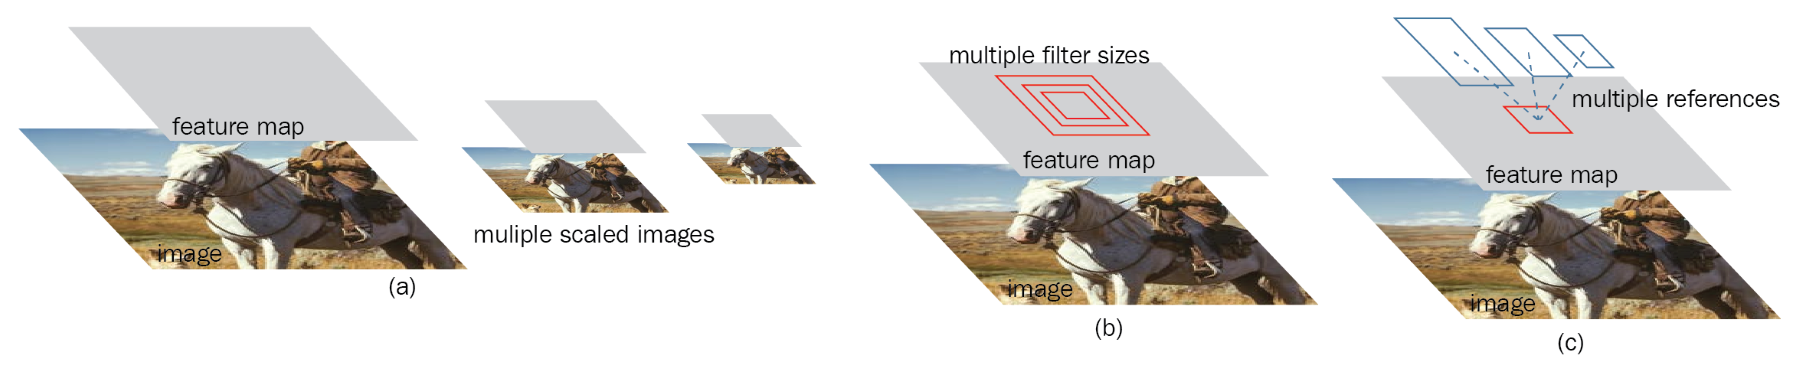 feature map
image
muliple scaled images
(a)
multiple filter sizes
feature map
image
(b)
multiple references
feature map
image
(c)